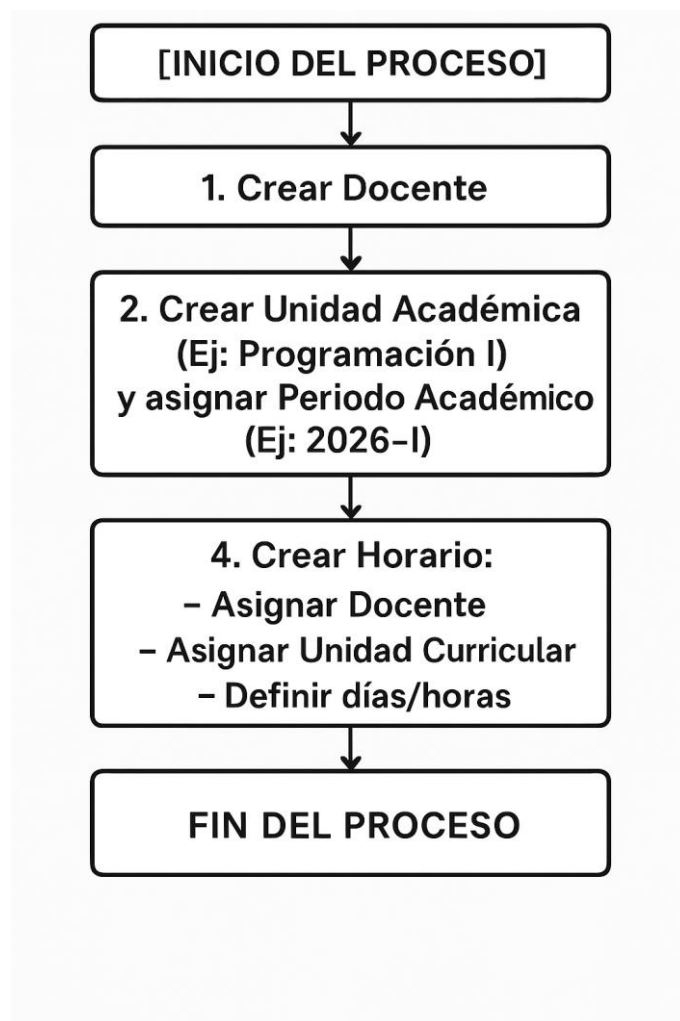 [INICIO DEL PROCESO]
1. Crear Docente
2. Crear Unidad Académica
(Ej: Programación I)
y asignar Periodo Académico
(Ej: 2026–I)
4. Crear Horario:
– Asignar Docente
– Asignar Unidad Curricular
– Definir días/horas
FIN DEL PROCESO